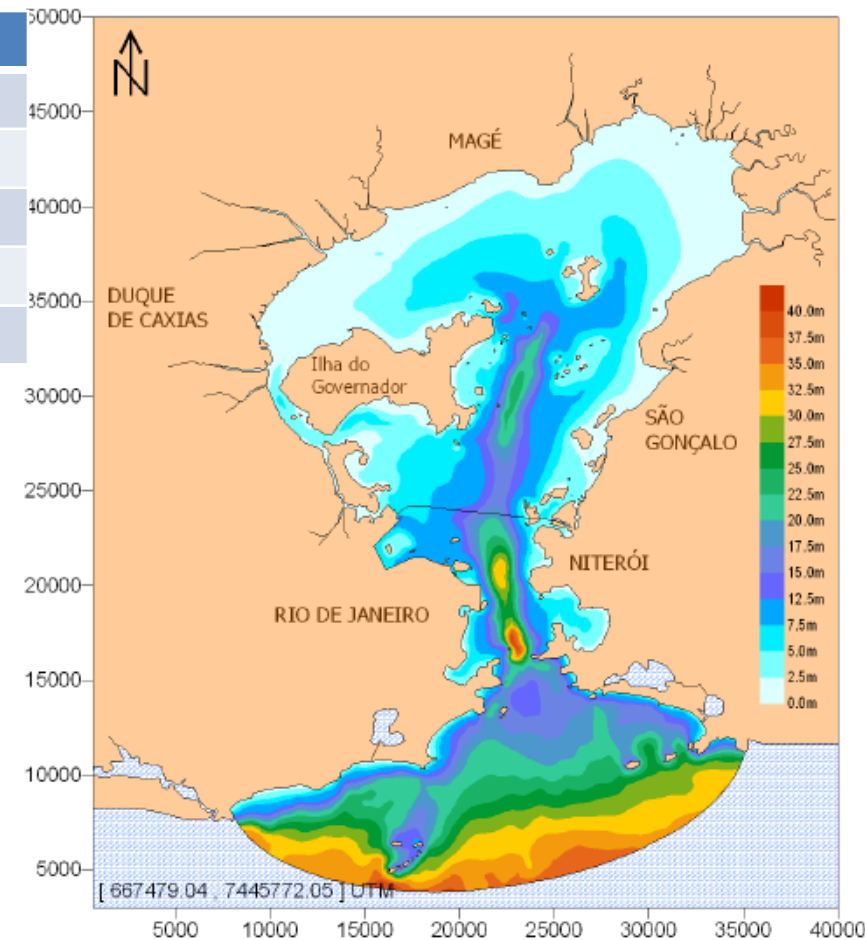 50000
N
45000
MAGÉ
40000
DUQUE
DE CAXIAS
35000
40.0m
37.5m
35.0m
32.5m
30.0m
27.5m
25.0m
22.5m
20.0m
17.5m
15.0m
12.5m
7.5m
5.0m
2.5m
0.0m
Ilha do
Governador
30000
SÃO
GONÇALO
25000
NITERÓI
20000
RIO DE JANEIRO
15000
10000
5000
[ 667479.04 , 7445772.05 ] UTM
5000 10000 15000 20000 25000 30000 35000 40000